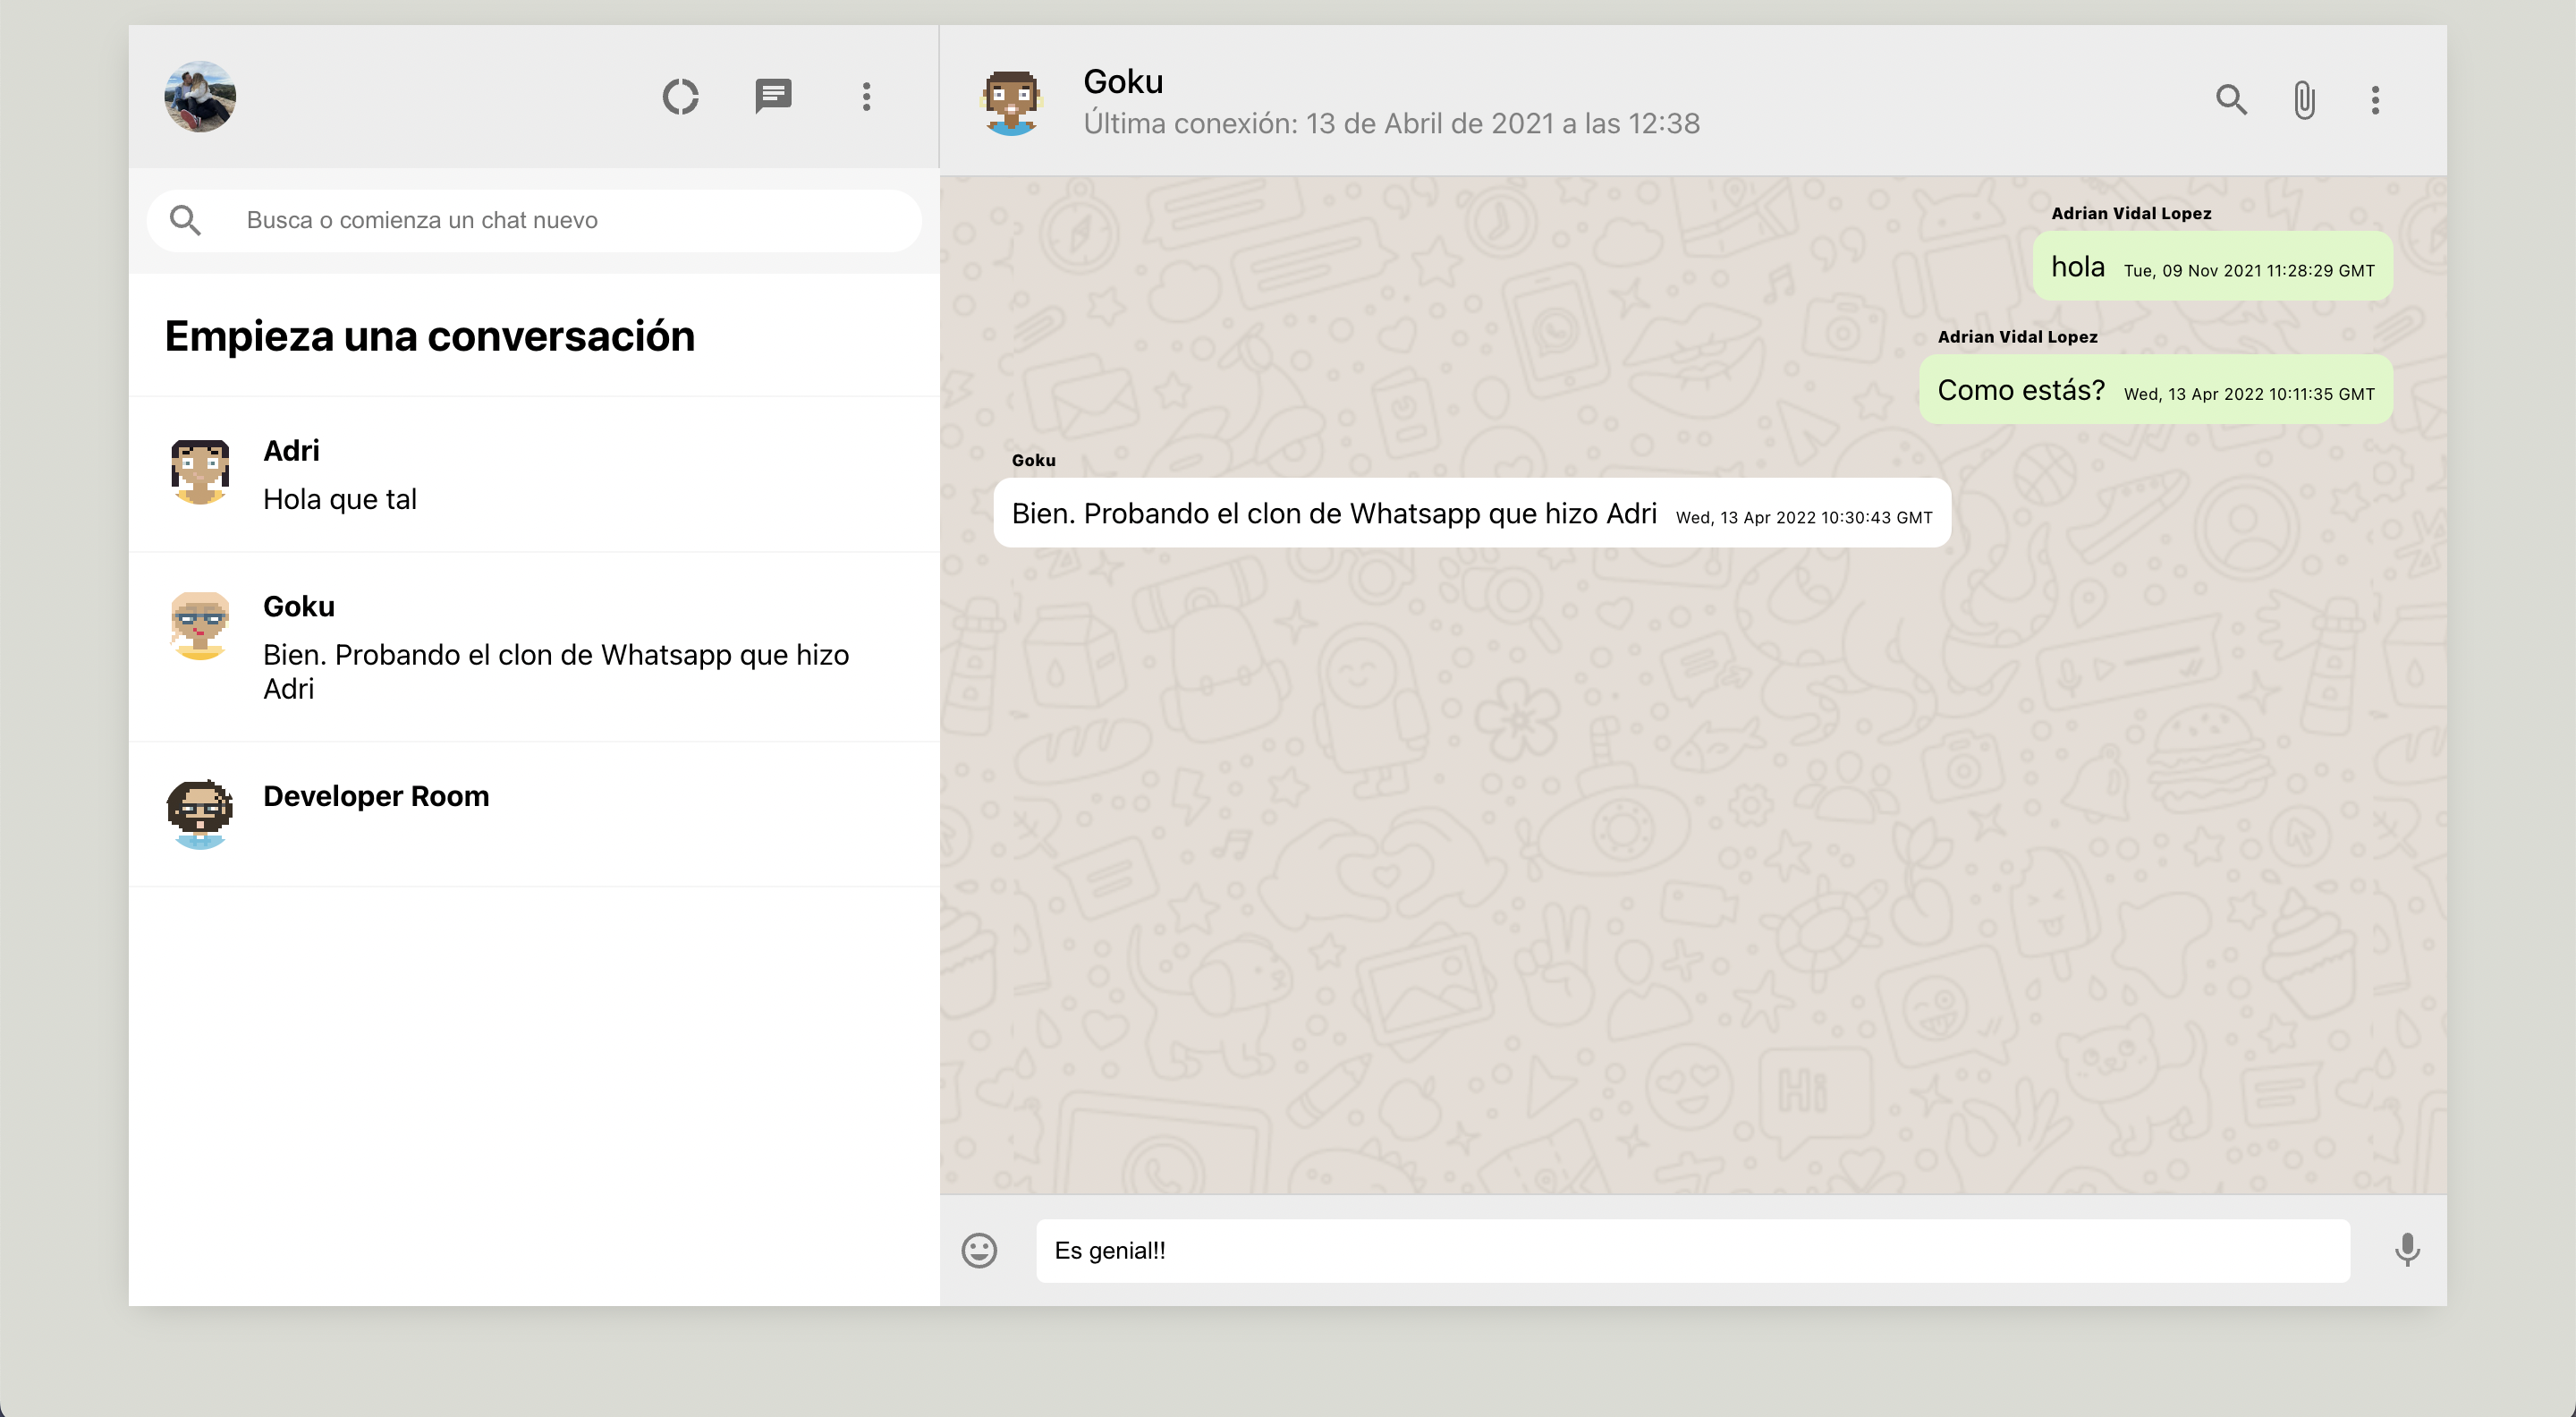 Busca o comienza un chat nuevo
Empieza una conversación
Adri
Hola que tal
Goku
Bien. Probando el clon de Whatsapp que hizo
Adri
Developer Room
Goku
Última conexión: 13 de Abril de 2021 a las 12:38
Adrian Vidal Lopez
hola Tue, 09 Nov 2021 11:28:29 GMT
Adrian Vidal Lopez
Como estás? Wed, 13 Apr 2022 10:11:35 GMT
Goku
Bien. Probando el clon de Whatsapp que hizo Adri Wed, 13 Apr 2022 10:30:43 GMT
Hi
Es genial!!